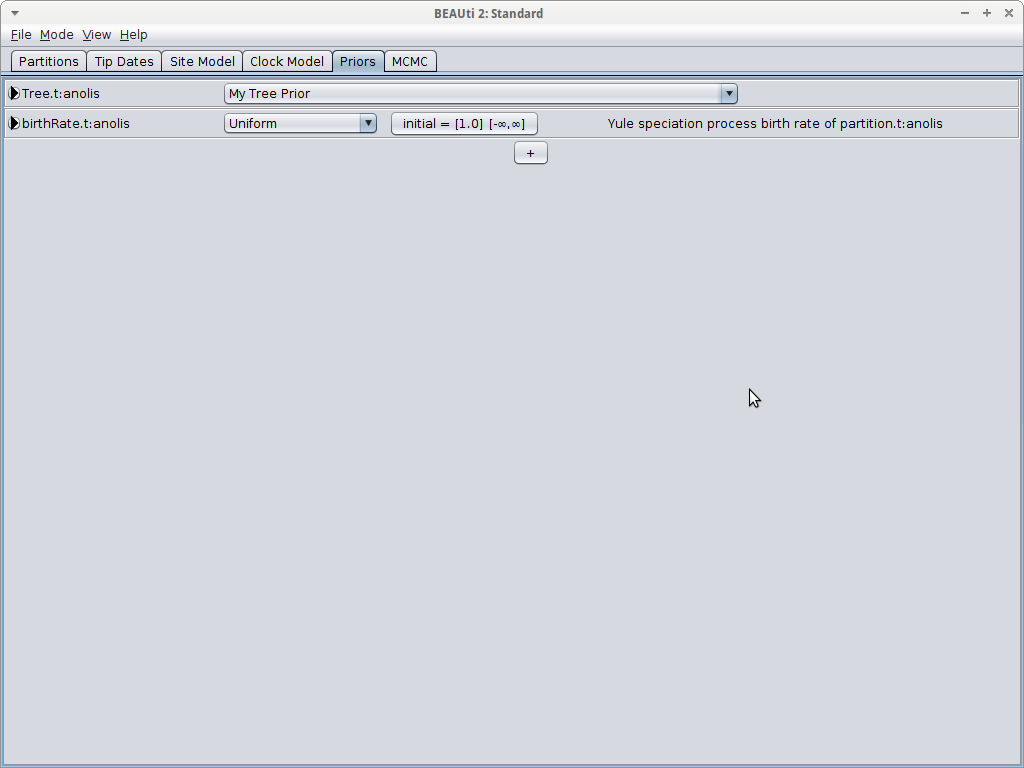 BEAUti 2: Standard
File Mode View Help
Partitions Tip Dates Site Model Clock Model Priors MCMC
Tree.t:anolis My Tree Prior
birthRate.t:anolis Uniform initial = [1.0] [-∞,∞] Yule speciation process birth rate of partition.t:anolis
+